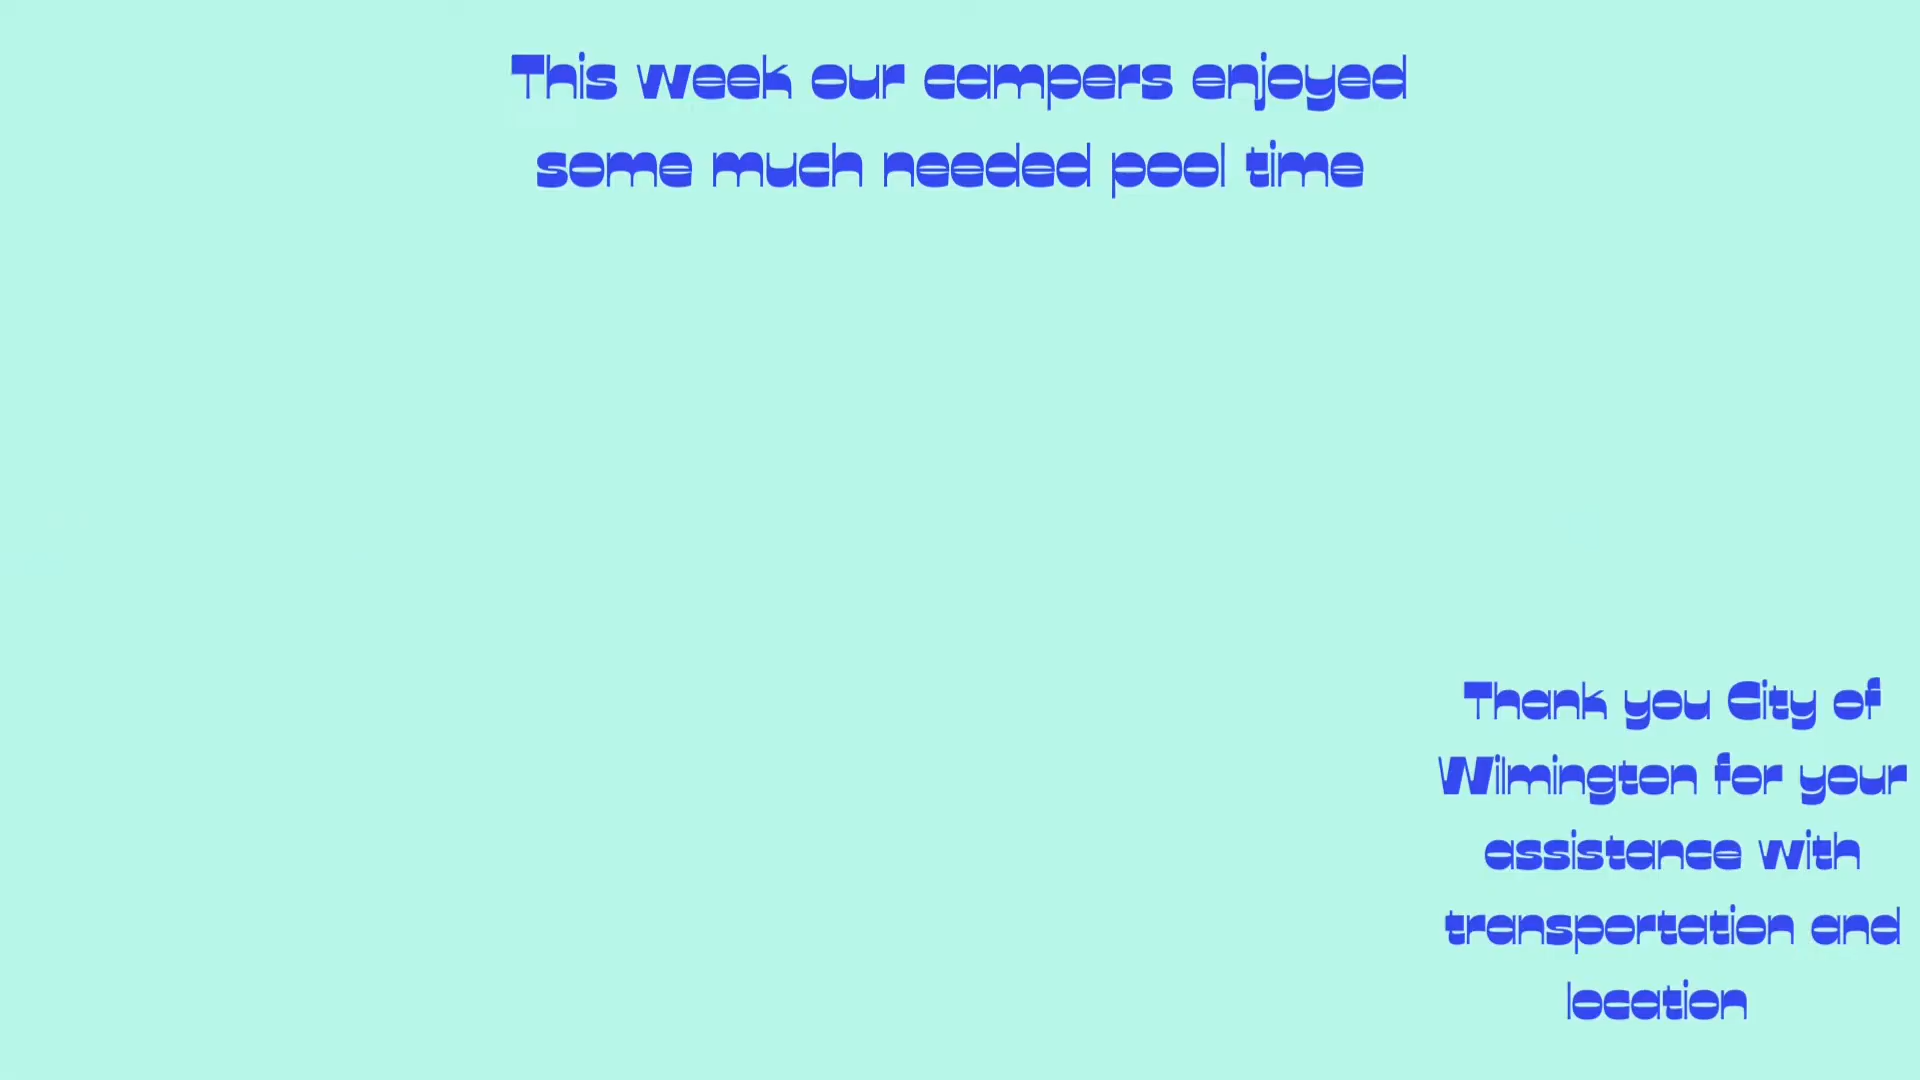 This week our campers enjoyed
some much needed pool time
Thank you City of
Wilmington for your
assistance with
transportation and
location